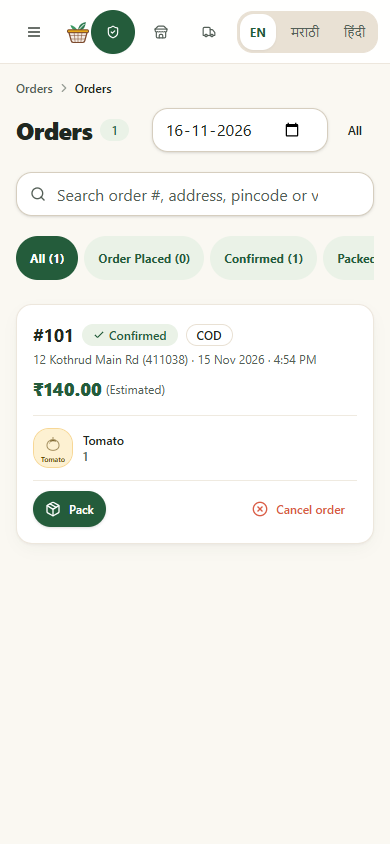 EN मराठी हिंदी
Orders > Orders
Orders 1 16-11-2026 All
Search order #, address, pincode or v
All (1) Order Placed (0) Confirmed (1) Packed
#101 Confirmed COD
12 Kothrud Main Rd (411038) · 15 Nov 2026 · 4:54 PM
₹140.00 (Estimated)
Tomato
Tomato
1
Pack Cancel order